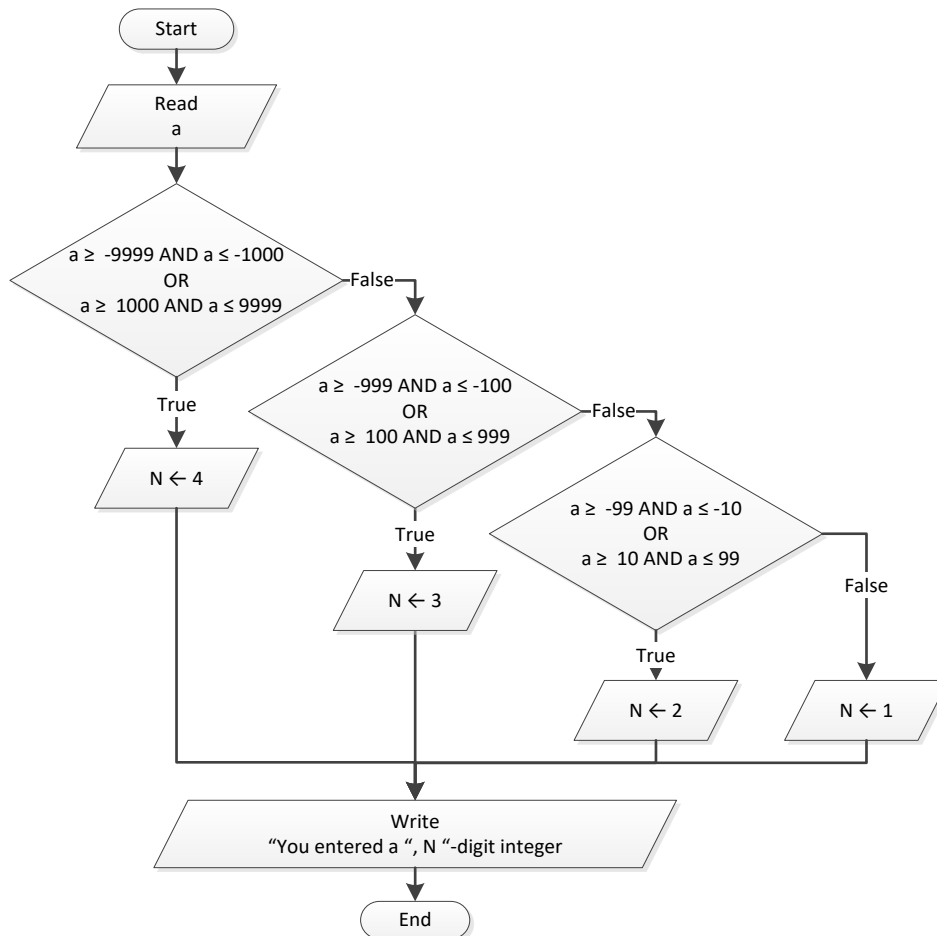 Start
Read
a
a ≥  -9999 AND a ≤ -1000
OR
a ≥  1000 AND a ≤ 9999
False
True
N ← 4
a ≥  -999 AND a ≤ -100
OR
a ≥  100 AND a ≤ 999
False
True
N ← 3
a ≥  -99 AND a ≤ -10
OR
a ≥  10 AND a ≤ 99
False
True
N ← 2
N ← 1
Write
“You entered a “, N “-digit integer
End